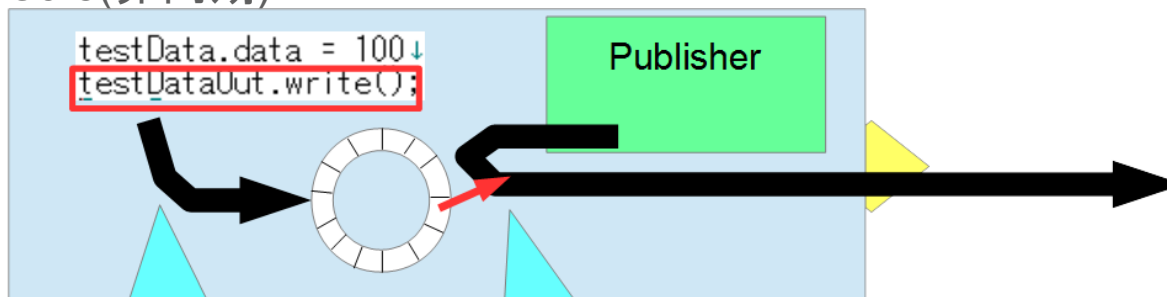 testData.data = 100↓
testDataOut.write();
Publisher